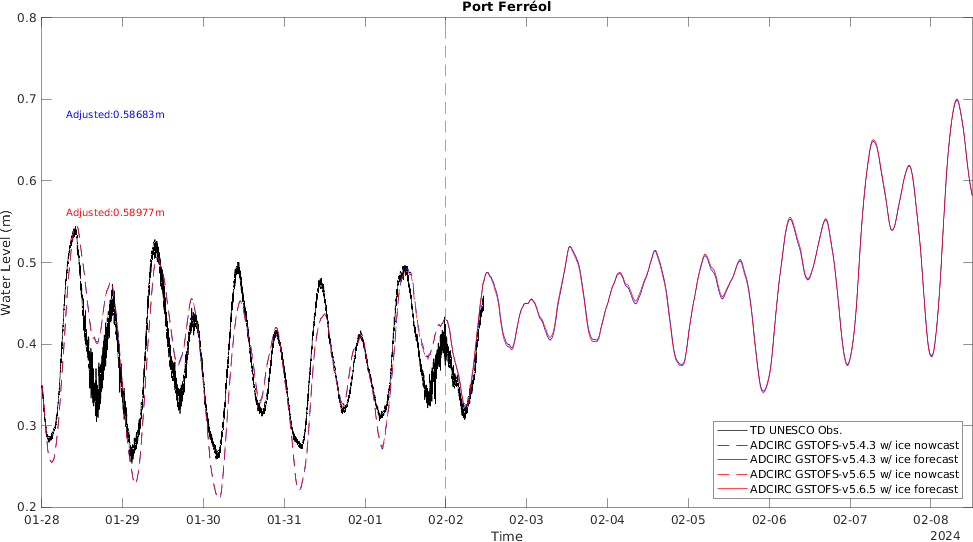 Port Ferréol
0.8
0.7
0.6
0.5
0.4
0.3
0.2
Water Level (m)
Adjusted:0.58683m
Adjusted:0.58977m
TD UNESCO Obs.
ADCIRC GSTOFS-v5.4.3 w/ ice nowcast
ADCIRC GSTOFS-v5.4.3 w/ ice forecast
ADCIRC GSTOFS-v5.6.5 w/ ice nowcast
ADCIRC GSTOFS-v5.6.5 w/ ice forecast
01-28 01-29 01-30 01-31 02-01 02-02 02-03 02-04 02-05 02-06 02-07 02-08
Time
2024